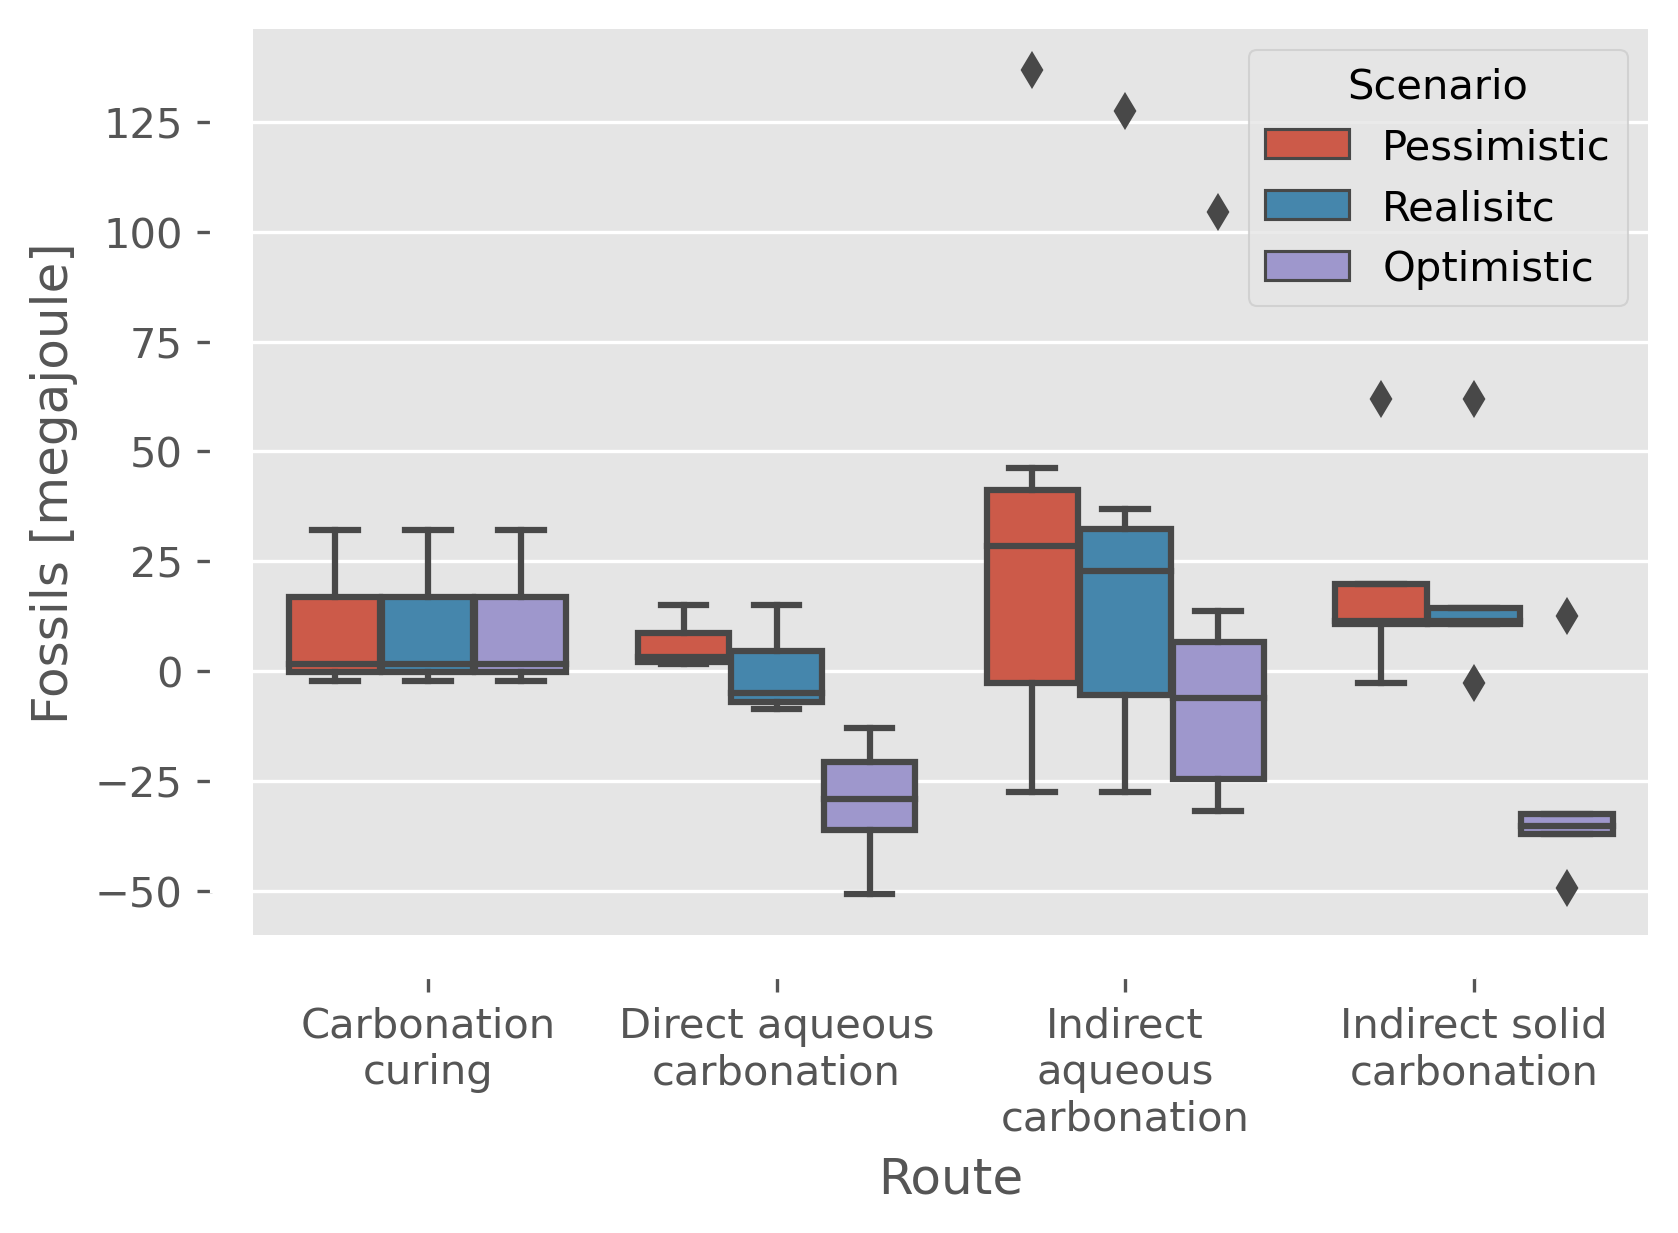 Scenario
Pessimistic
Realisitc
Optimistic
Fossils [megajoule]
125
100
75
50
25
0
−25
−50
Carbonation
curing
Direct aqueous
carbonation
Indirect
aqueous
carbonation
Indirect solid
carbonation
Route